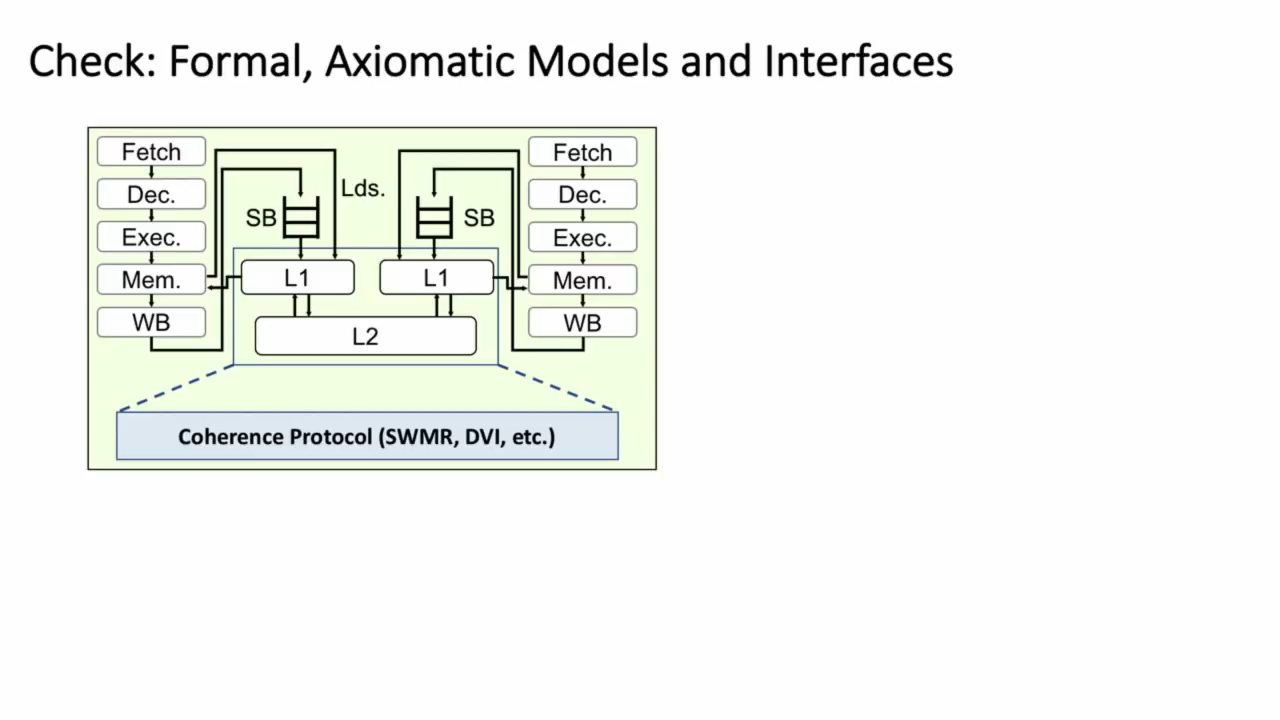 Check: Formal, Axiomatic Models and Interfaces
Fetch
Dec.
Exec.
Mem.
WB
SB
Lds.
SB
L1
L1
L2
Fetch
Dec.
Exec.
Mem.
WB
Coherence Protocol (SWMR, DVI, etc.)